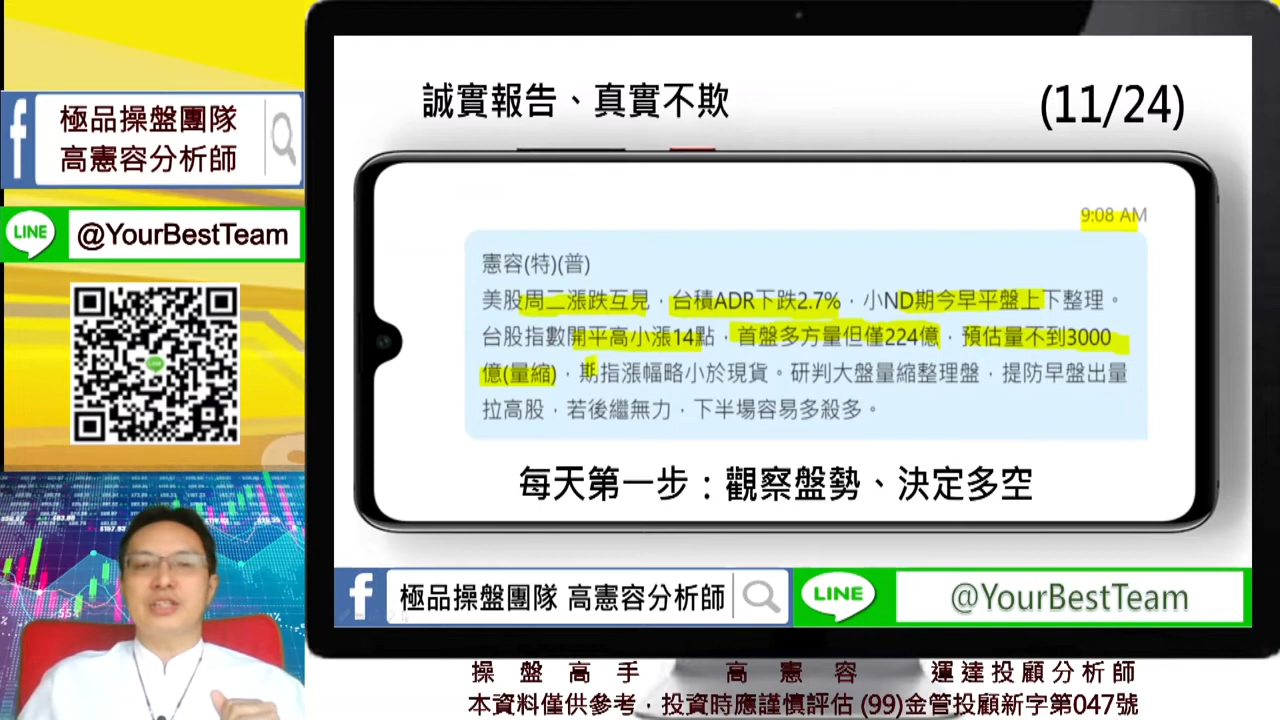 極品操盤團隊
高憲容分析師
LINE
@YourBestTeam
誠實報告、真實不欺
(11/24)
9:08 AM
憲容(特)(普)
美股周二漲跌互見，台積ADR下跌2.7%，小ND期今早平盤上下整理。
台股指數開平高小漲14點，首盤多方量但僅224億，預估量不到3000
億(量縮)，期指漲幅略小於現貨。研判大盤量縮整理盤，提防早盤出量
拉高股，若後繼無力，下半場容易多殺多。
每天第一步：觀察盤勢、決定多空
極品操盤團隊 高憲容分析師
LINE
@YourBestTeam
操盤高手 高憲容 運達投顧分析師
本資料僅供參考，投資時應謹慎評估 (99)金管投顧新字第047號